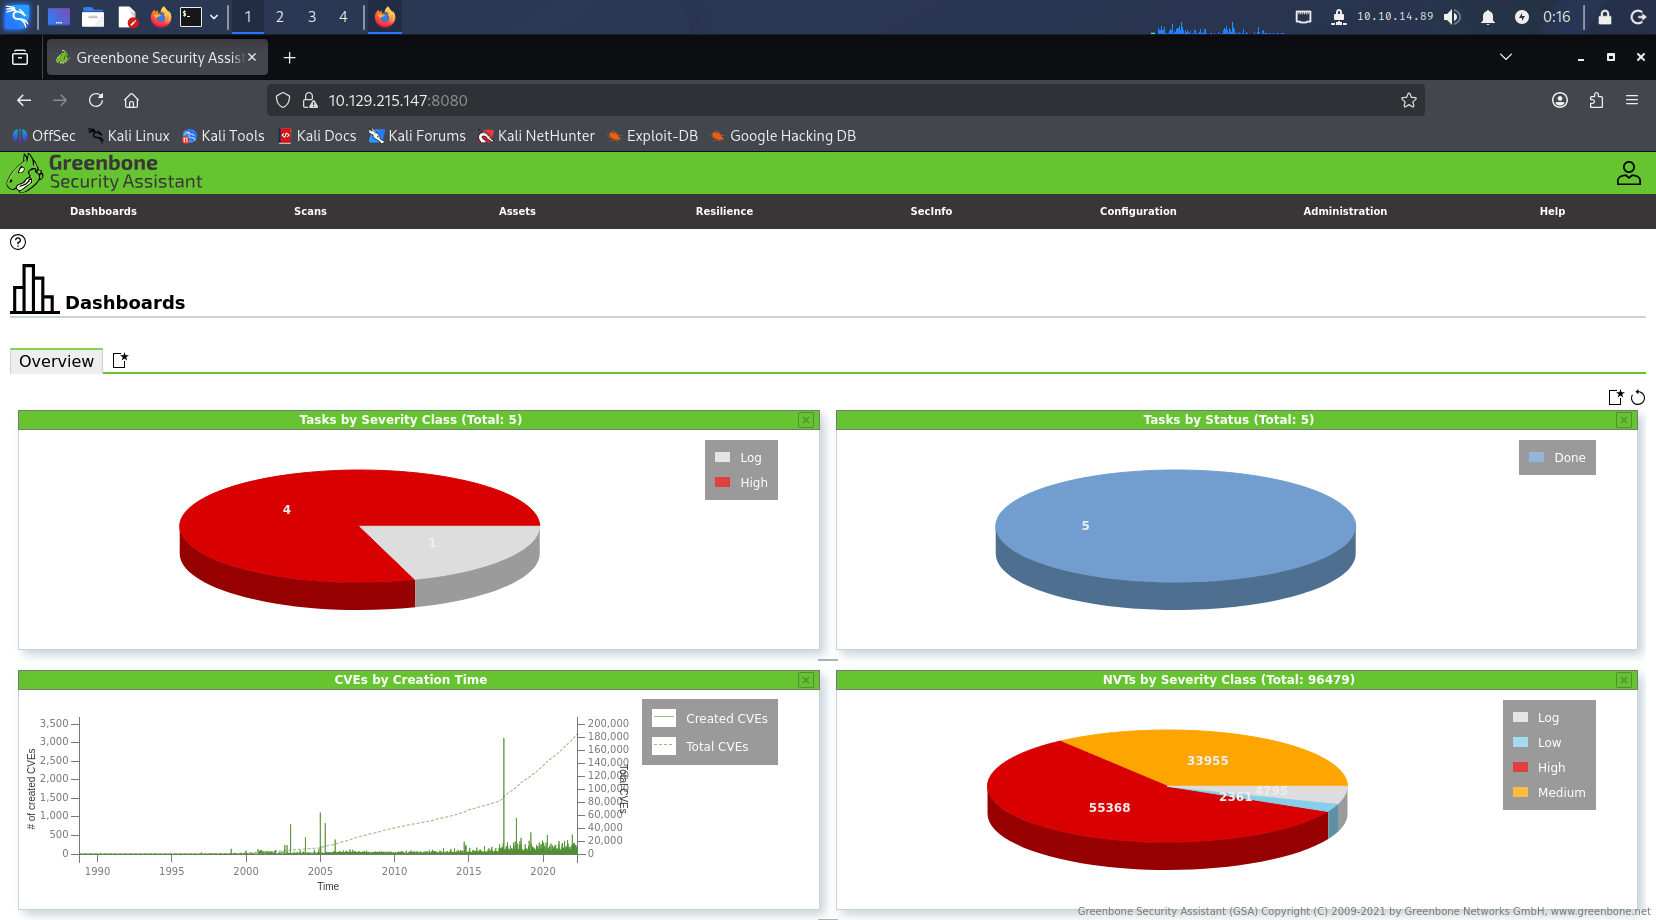 1 2 3 4 10.10.14.89 0:16
Greenbone Security Assis
10.129.215.147:8080
OffSec Kali Linux Kali Tools Kali Docs Kali Forums Kali NetHunter Exploit-DB Google Hacking DB
Greenbone
Security Assistant
Dashboards Scans Assets Resilience SecInfo Configuration Administration Help
Dashboards
Overview
Tasks by Severity Class (Total: 5)
Log
High
4
1
Tasks by Status (Total: 5)
Done
5
CVEs by Creation Time
Created CVEs
Total CVEs
# of created CVEs
3,500
3,000
2,500
2,000
1,500
1,000
500
0
200,000
180,000
160,000
140,000
120,000
100,000
80,000
60,000
40,000
20,000
0
Total CVEs
1990 1995 2000 2005 2010 2015 2020
Time
NVTs by Severity Class (Total: 96479)
Log
Low
High
Medium
33955
4795
2361
55368
Greenbone Security Assistant (GSA) Copyright (C) 2009-2021 by Greenbone Networks GmbH, www.greenbone.net